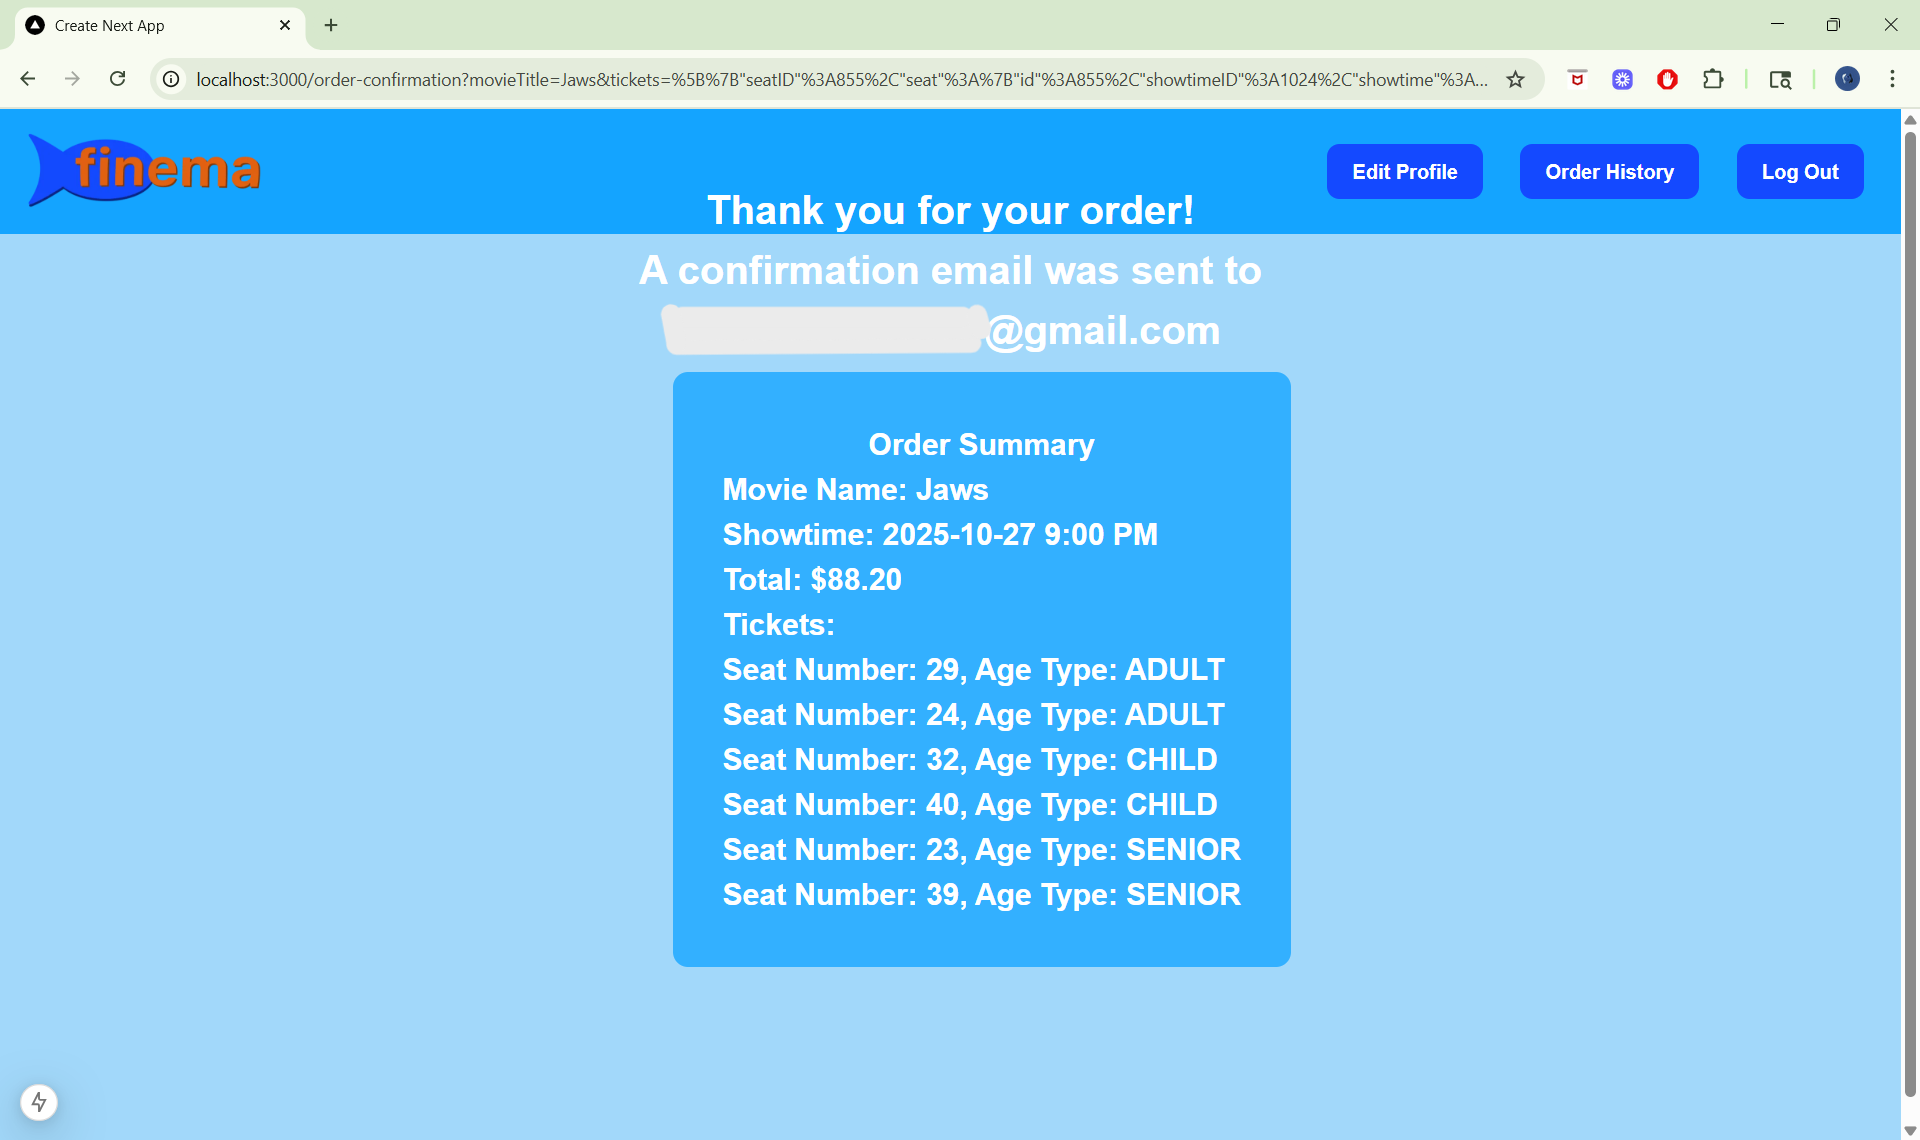 Create Next App
localhost:3000/order-confirmation?movieTitle=Jaws&tickets=%5B%7B"seatID"%3A855%2C"seat"%3A%7B"id"%3A855%2C"showtimeID"%3A1024%2C"showtime"%3A...
finema
Edit Profile
Order History
Log Out
Thank you for your order!
A confirmation email was sent to
@gmail.com
Order Summary
Movie Name: Jaws
Showtime: 2025-10-27 9:00 PM
Total: $88.20
Tickets:
Seat Number: 29, Age Type: ADULT
Seat Number: 24, Age Type: ADULT
Seat Number: 32, Age Type: CHILD
Seat Number: 40, Age Type: CHILD
Seat Number: 23, Age Type: SENIOR
Seat Number: 39, Age Type: SENIOR